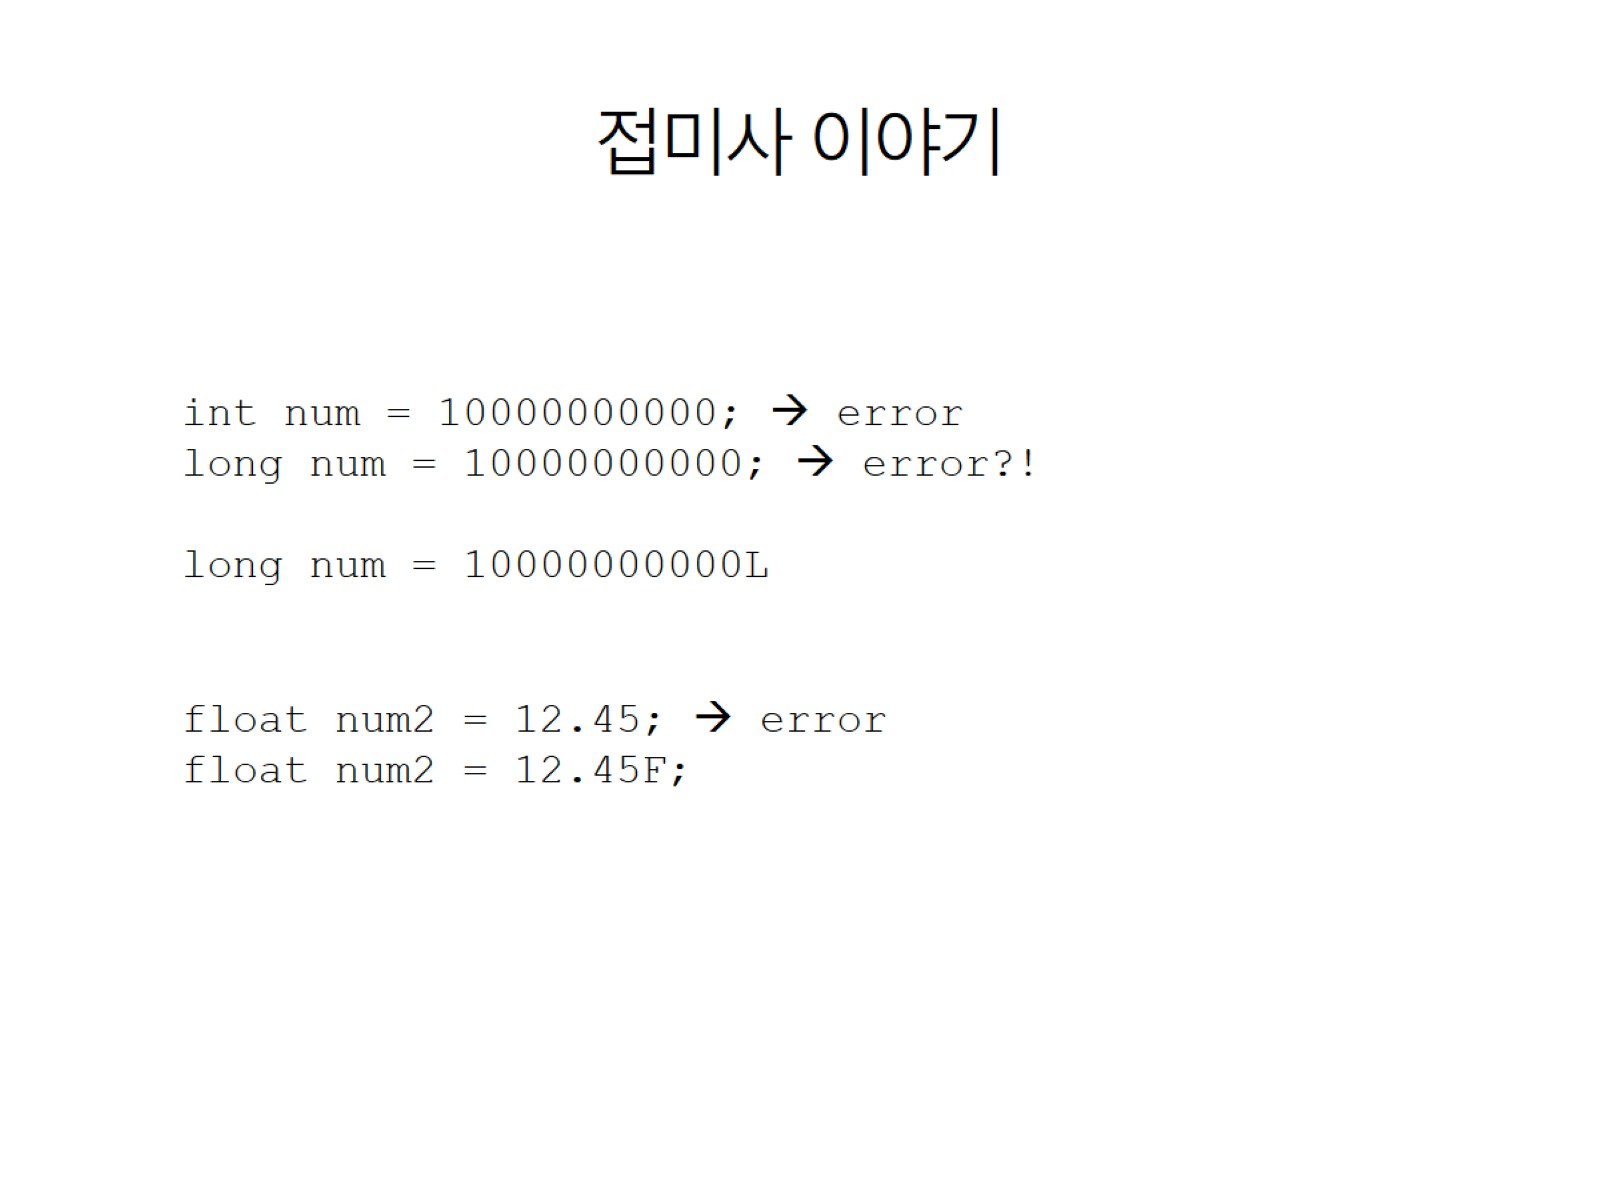 접미사 이야기
int num = 10000000000; → error
long num = 10000000000; → error?!
long num = 10000000000L
float num2 = 12.45; → error
float num2 = 12.45F;